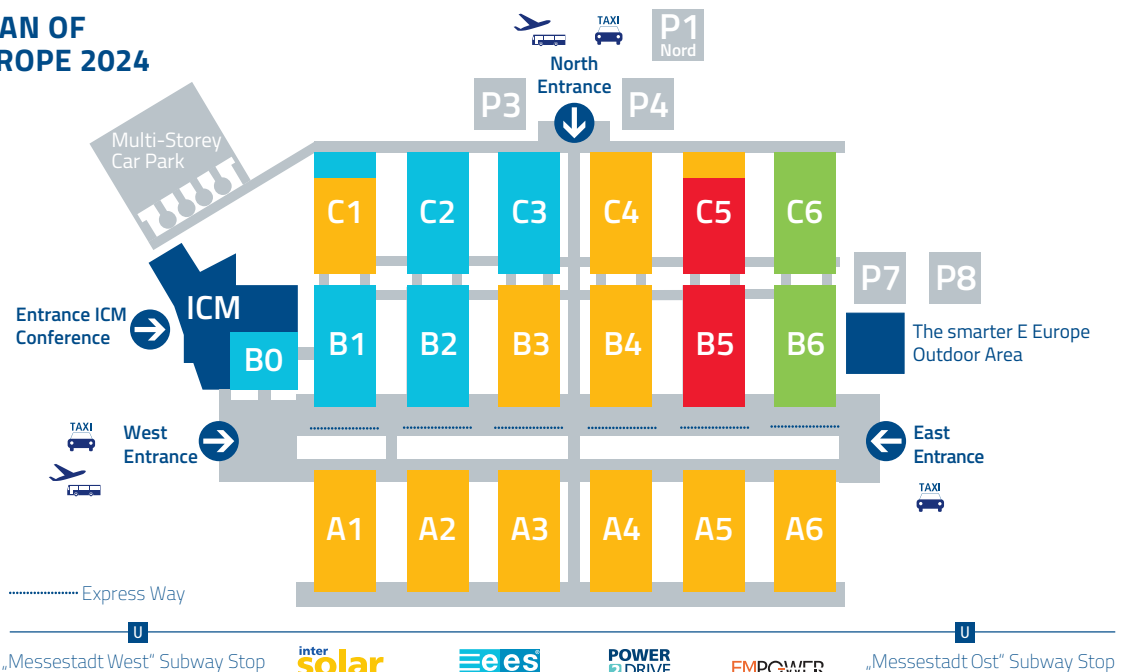 AN OF
ROPE 2024
TAXI
P1
Nord
North
Entrance
P3
P4
Multi-Storey
Car Park
C1
C2
C3
C4
C5
C6
P7
P8
ICM
Entrance ICM
Conference
B0
B1
B2
B3
B4
B5
B6
The smarter E Europe
Outdoor Area
TAXI
West
Entrance
East
Entrance
TAXI
A1
A2
A3
A4
A5
A6
Express Way
U
U
„Messestadt West“ Subway Stop
inter
solar
ees
POWER
2DRIVE
EMPOWER
„Messestadt Ost“ Subway Stop